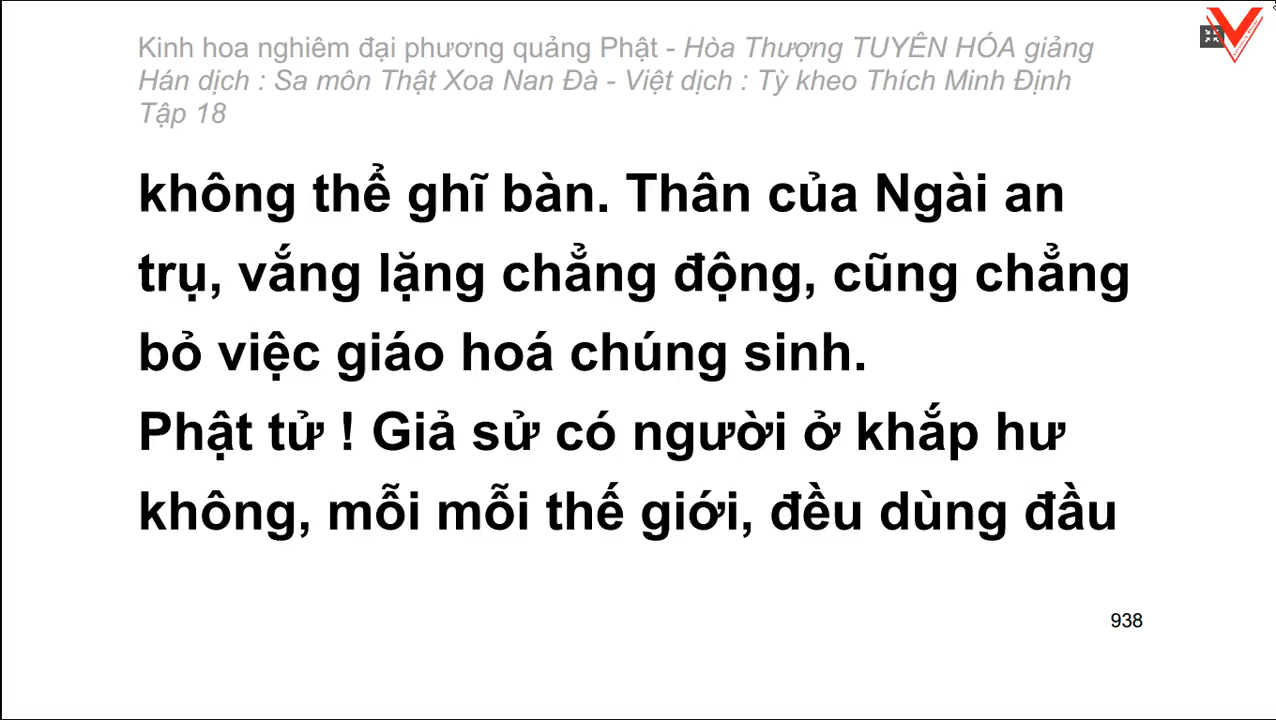 Kinh hoa nghiêm đại phương quảng Phật - Hòa Thượng TUYÊN HÓA giảng
Hán dịch : Sa môn Thật Xoa Nan Đà - Việt dịch : Tỳ kheo Thích Minh Định
Tập 18
không thể ghĩ bàn. Thân của Ngài an
trụ, vắng lặng chẳng động, cũng chẳng
bỏ việc giáo hoá chúng sinh.
Phật tử ! Giả sử có người ở khắp hư
không, mỗi mỗi thế giới, đều dùng đầu
938